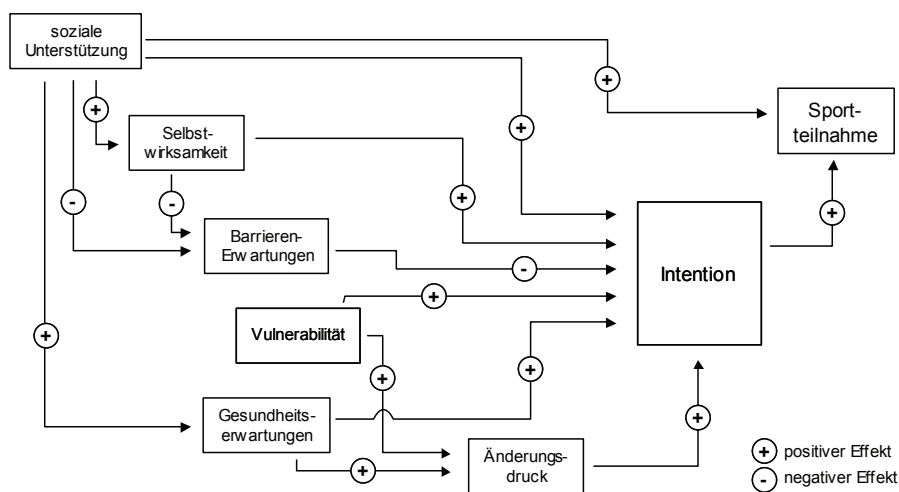 soziale
Unterstützung
+
+
+
Sport-
teilnahme
Selbst-
wirksamkeit
+
-
-
+
+
Barrieren-
Erwartungen
-
Intention
+
Vulnerabilität
+
+
+
Gesundheits-
erwartungen
+
+
Änderungs-
druck
+ positiver Effekt
- negativer Effekt